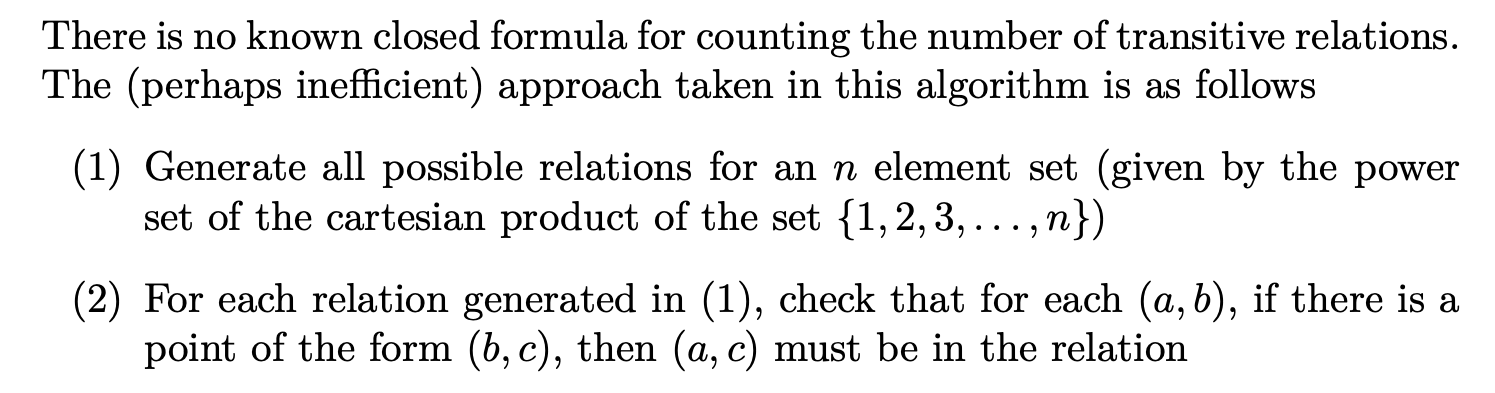 There is no known closed formula for counting the number of transitive relations.
The (perhaps inefficient) approach taken in this algorithm is as follows
(1) Generate all possible relations for an n element set (given by the power
set of the cartesian product of the set {1, 2, 3, . . . , n})
(2) For each relation generated in (1), check that for each (a, b), if there is a
point of the form (b, c), then (a, c) must be in the relation